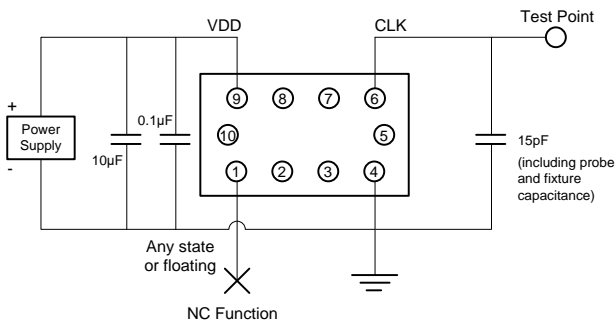 Test Point
VDD
CLK
9
8
7
6
+
Power
Supply
-
10µF
0.1µF
10
5
15pF
(including probe
and fixture
capacitance)
1
2
3
4
Any state
or floating
NC Function